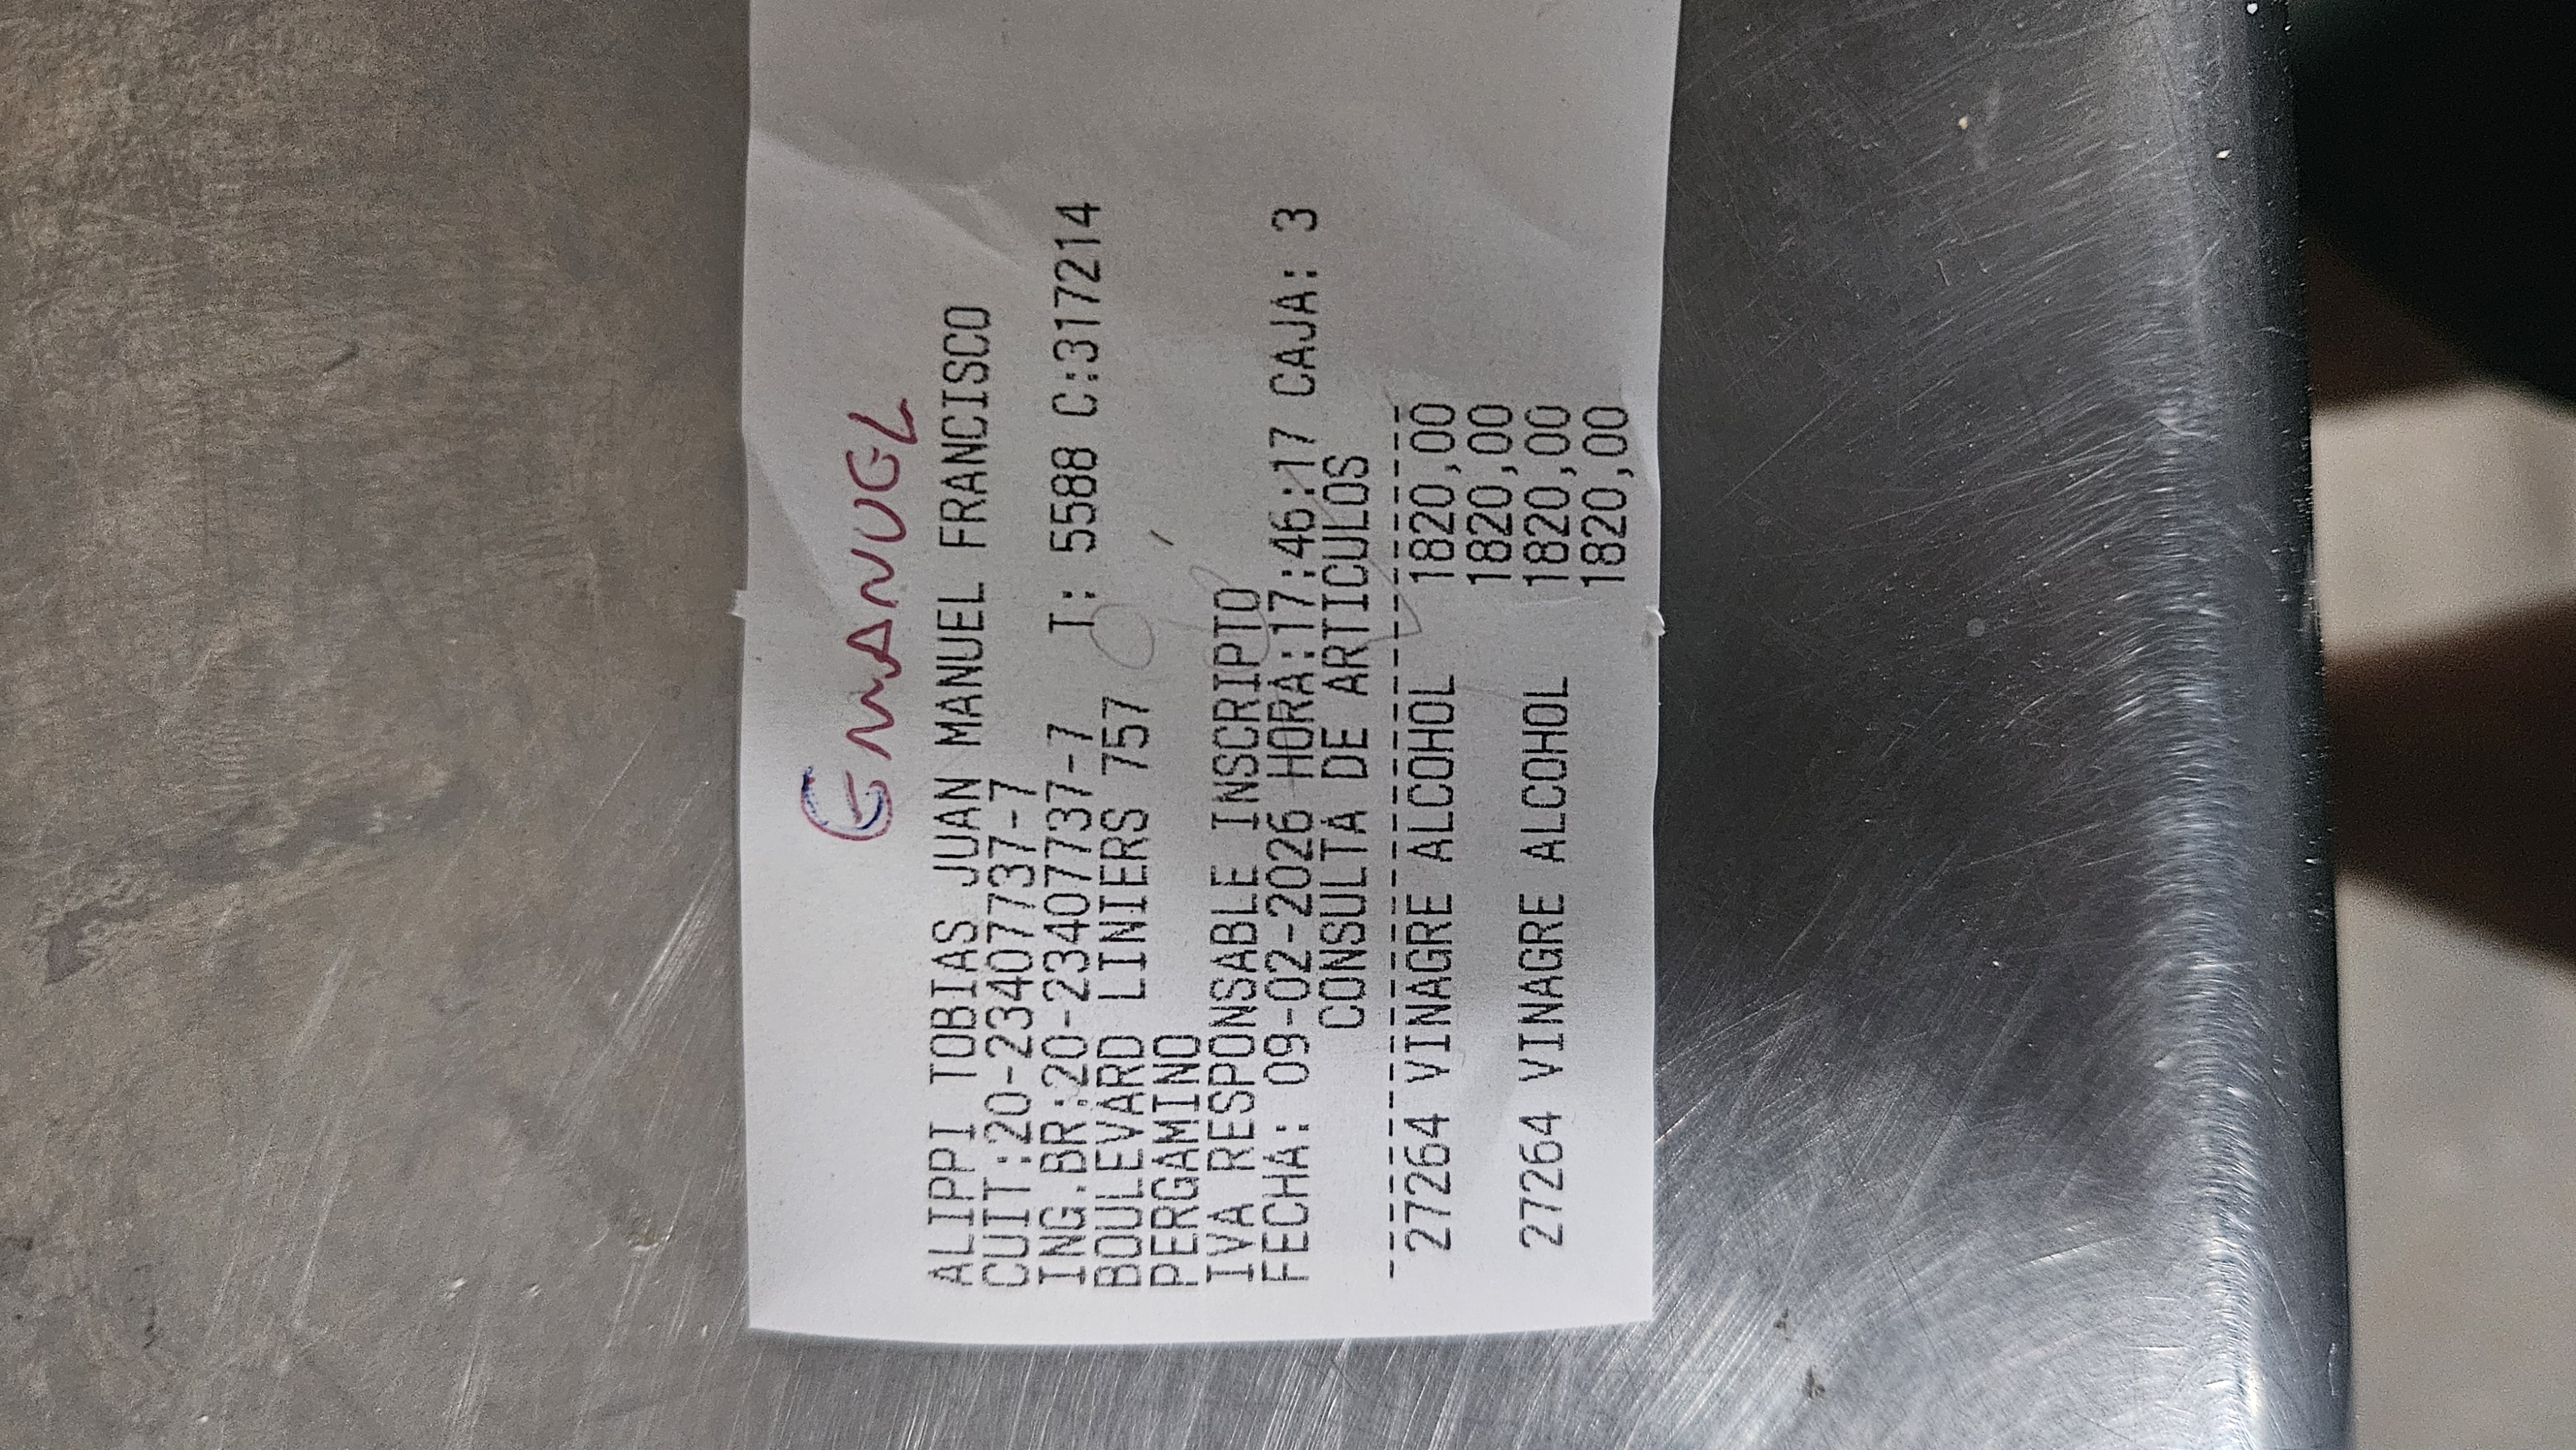 EMANUEL
ALIPPI TOBIAS JUAN MANUEL FRANCISCO
CUIT:20-23407737-7
ING.BR:20-23407737-7 T: 5588 C:317214
BOULEVARD LINIERS 757
PERGAMINO
IVA RESPONSABLE INSCRIPTO
FECHA: 09-02-2026 HORA:17:46:17 CAJA: 3
CONSULTA DE ARTICULOS
27264 VINAGRE ALCOHOL 1820,00
1820,00
27264 VINAGRE ALCOHOL 1820,00
1820,00